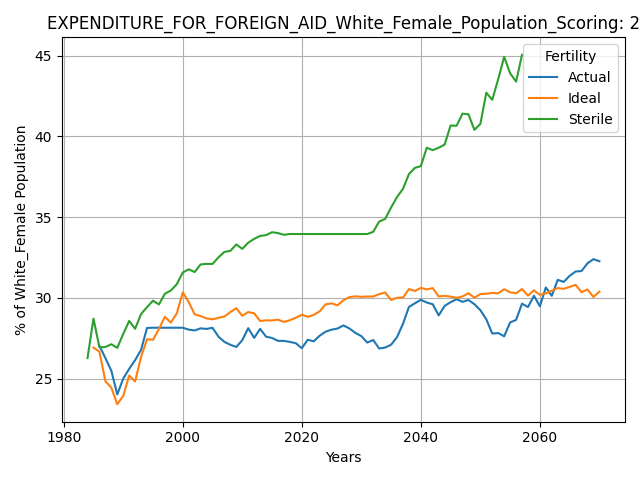 EXPENDITURE_FOR_FOREIGN_AID_White_Female_Population_Scoring: 2
% of White_Female Population
45
40
35
30
25
Fertility
Actual
Ideal
Sterile
1980
2000
2020
2040
2060
Years